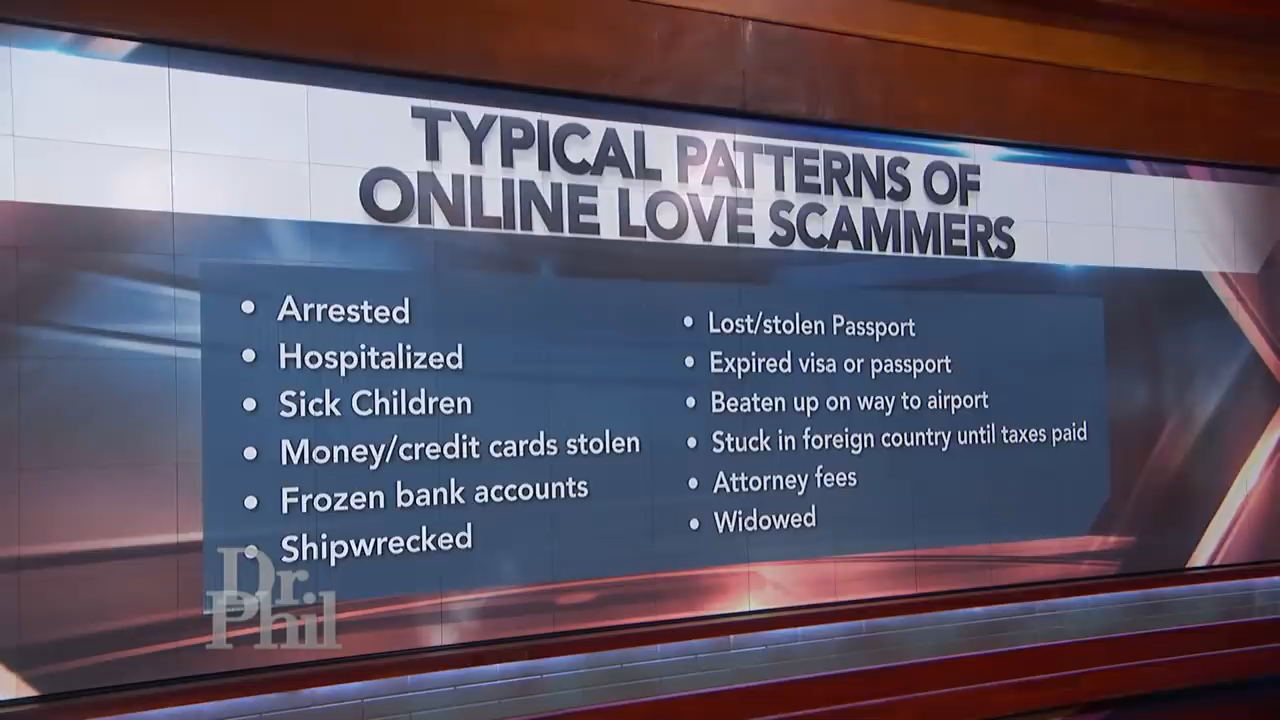 TYPICAL PATTERNS OF
ONLINE LOVE SCAMMERS
• Arrested
• Hospitalized
• Sick Children
• Money/credit cards stolen
• Frozen bank accounts
• Shipwrecked
• Lost/stolen Passport
• Expired visa or passport
• Beaten up on way to airport
• Stuck in foreign country until taxes paid
• Attorney fees
• Widowed
Dr.
Phil